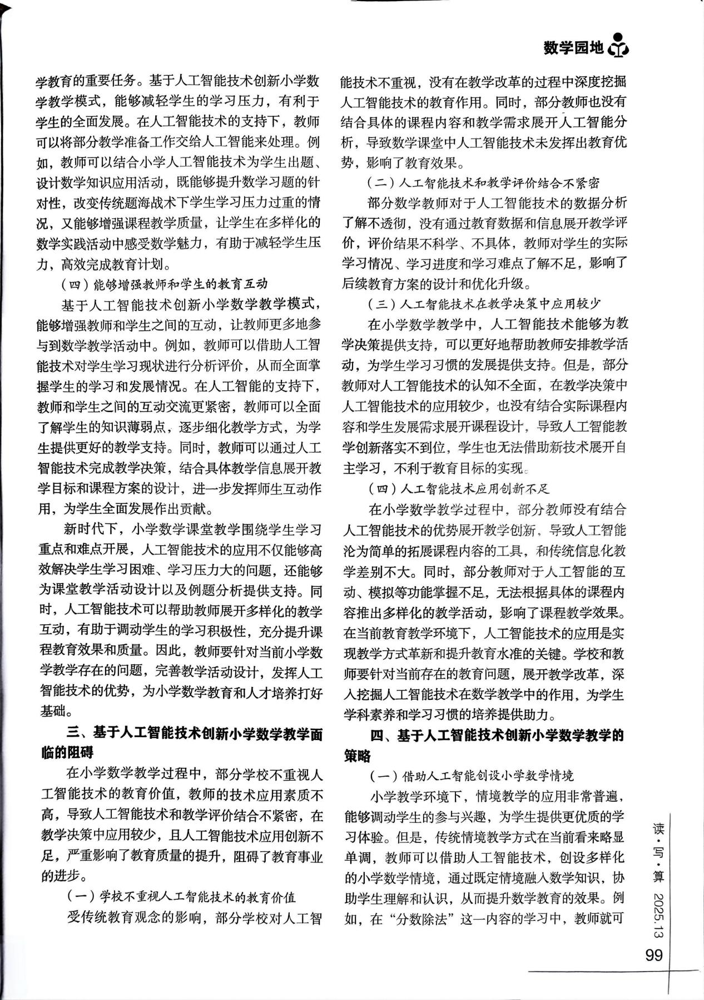 数学园地
学教育的重要任务。基于人工智能技术创新小学数
学教学模式，能够减轻学生的学习压力，有利于
学生的全面发展。在人工智能技术的支持下，教师
可以将部分教学准备工作交给人工智能来处理。例
如，教师可以结合小学人工智能技术为学生出题、
设计数学知识应用活动，既能够提升数学习题的针
对性，改变传统题海战术下学生学习压力过重的情
况，又能够增强课程教学质量，让学生在多样化的
数学实践活动中感受数学魅力，有助于减轻学生压
力，高效完成教育计划。
（四）能够增强教师和学生的教育互动
基于人工智能技术创新小学数学教学模式，
能够增强教师和学生之间的互动，让教师更多地参
与到数学教学活动中。例如，教师可以借助人工智
能技术对学生学习现状进行分析评价，从而全面掌
握学生的学习和发展情况。在人工智能的支持下，
教师和学生之间的互动交流更紧密，教师可以全面
了解学生的知识薄弱点，逐步细化教学方式，为学
生提供更好的教学支持。同时，教师可以通过人工
智能技术完成教学决策，结合具体教学信息展开教
学目标和课程方案的设计，进一步发挥师生互动作
用，为学生全面发展作出贡献。
新时代下，小学数学课堂教学围绕学生学习
重点和难点开展，人工智能技术的应用不仅能够高
效解决学生学习困难、学习压力大的问题，还能够
为课堂教学活动设计以及例题分析提供支持。同
时，人工智能技术可以帮助教师展开多样化的教学
互动，有助于调动学生的学习积极性，充分提升课
程教育效果和质量。因此，教师要针对当前小学数
学教学存在的问题，完善教学活动设计，发挥人工
智能技术的优势，为小学数学教育和人才培养打好
基础。
三、基于人工智能技术创新小学数学教学面
临的阻碍
在小学数学教学过程中，部分学校不重视人
工智能技术的教育价值，教师的技术应用素质不
高，导致人工智能技术和教学评价结合不紧密，在
教学决策中应用较少，且人工智能技术应用创新不
足，严重影响了教育质量的提升，阻碍了教育事业
的进步。
（一）学校不重视人工智能技术的教育价值
受传统教育观念的影响，部分学校对人工智
能技术不重视，没有在教学改革的过程中深度挖掘
人工智能技术的教育作用。同时，部分教师也没有
结合具体的课程内容和教学需求展开人工智能分
析，导致数学课堂中人工智能技术未发挥出教育优
势，影响了教育效果。
（二）人工智能技术和教学评价结合不紧密
部分数学教师对于人工智能技术的数据分析
了解不透彻，没有通过教育数据和信息展开教学评
价，评价结果不科学、不具体，教师对学生的实际
学习情况、学习进度和学习难点了解不足，影响了
后续教育方案的设计和优化升级。
（三）人工智能技术在教学决策中应用较少
在小学数学教学中，人工智能技术能够为教
学决策提供支持，可以更好地帮助教师安排教学活
动，为学生学习习惯的发展提供支持。但是，部分
教师对人工智能技术的认知不全面，在教学决策中
人工智能技术的应用较少，也没有结合实际课程内
容和学生发展需求展开课程设计，导致人工智能教
学创新落实不到位，学生也无法借助新技术展开自
主学习，不利于教育目标的实现。
（四）人工智能技术应用创新不足
在小学数学教学过程中，部分教师没有结合
人工智能技术的优势展开教学创新，导致人工智能
沦为简单的拓展课程内容的工具，和传统信息化教
学差别不大。同时，部分教师对于人工智能的互
动、模拟等功能掌握不足，无法根据具体的课程内
容推出多样化的教学活动，影响了课程教学效果。
在当前教育教学环境下，人工智能技术的应用是实
现教学方式革新和提升教育水准的关键。学校和教
师要针对当前存在的教育问题，展开教学改革，深
入挖掘人工智能技术在数学教学中的作用，为学生
学科素养和学习习惯的培养提供助力。
四、基于人工智能技术创新小学数学教学的
策略
（一）借助人工智能创设小学数学情境
小学教学环境下，情境教学的应用非常普遍，
能够调动学生的参与兴趣，为学生提供更优质的学
习体验。但是，传统情境教学方式在当前看来略显
单调，教师可以借助人工智能技术，创设多样化
的小学数学情境，通过既定情境融入数学知识，协
助学生理解和认识，从而提升数学教育的效果。例
如，在“分数除法”这一内容的学习中，教师就可
读·写·算 2025.13
99